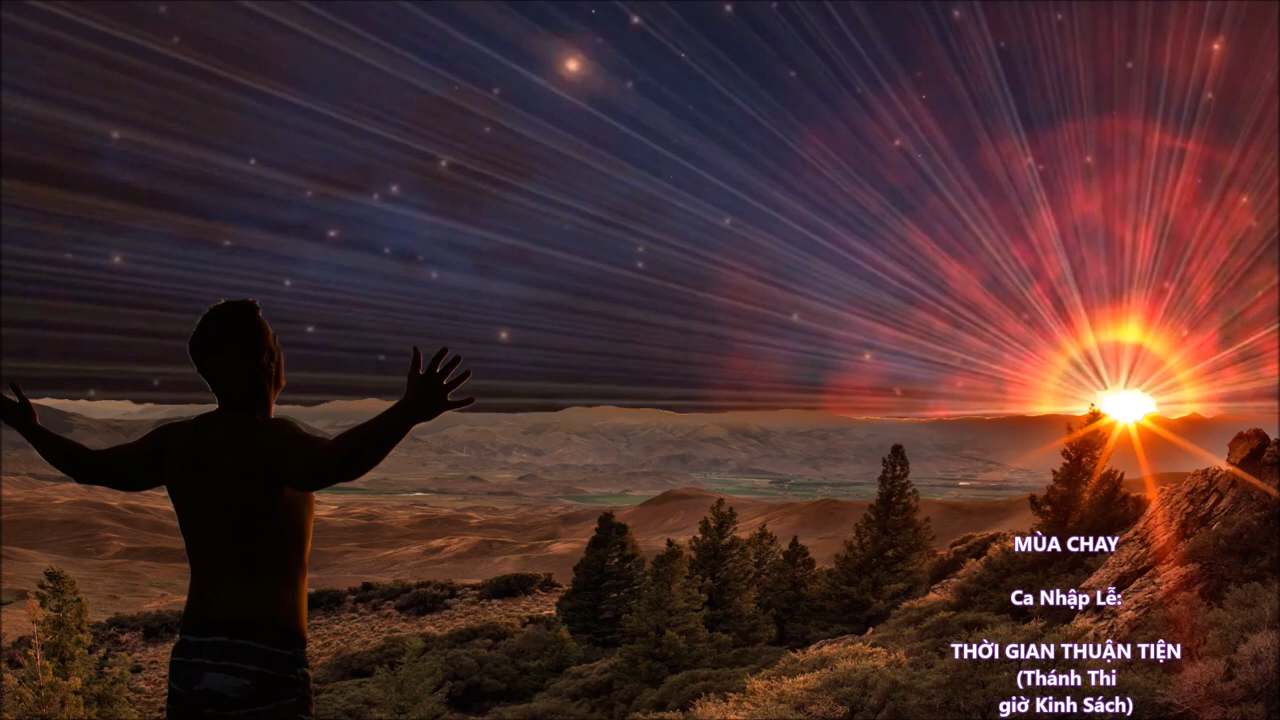 MÙA CHAY
Ca Nhập Lễ:
THỜI GIAN THUẬN TIỆN
(Thánh Thi
giờ Kinh Sách)